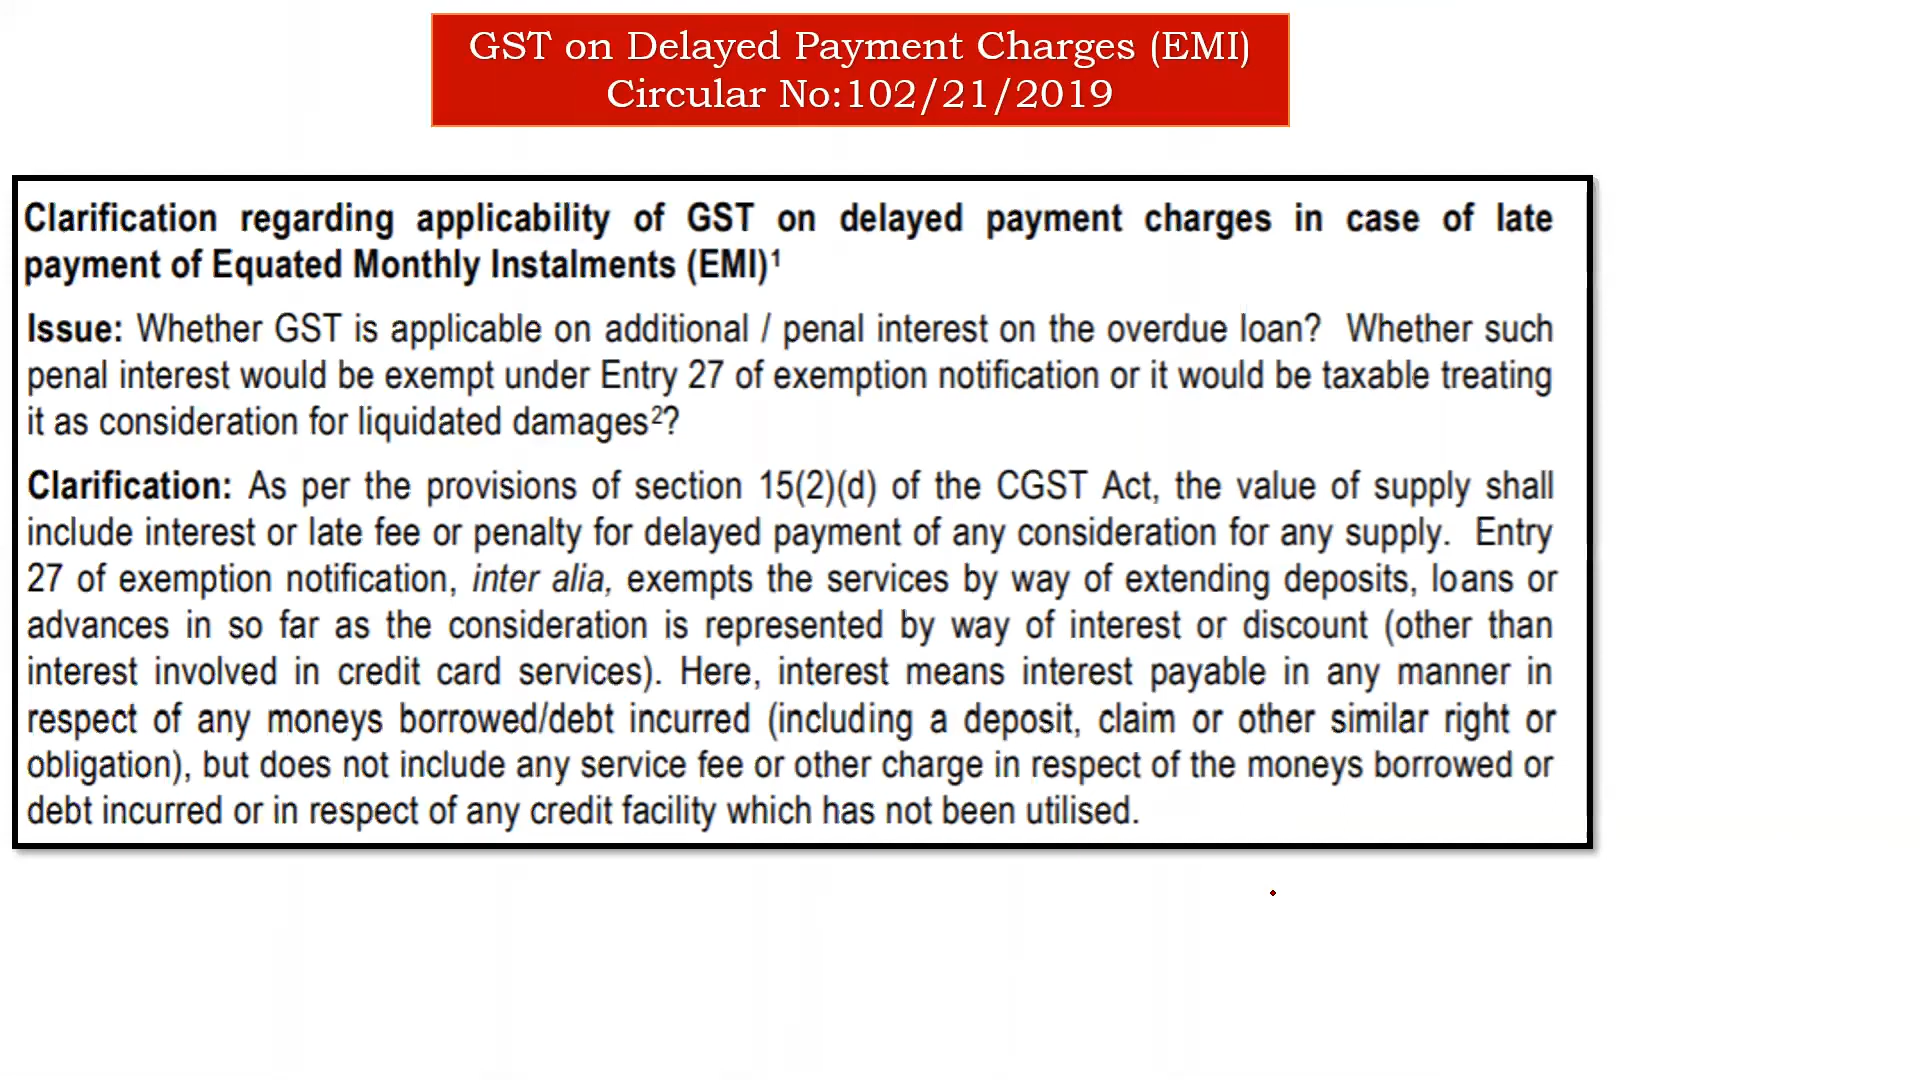 GST on Delayed Payment Charges (EMI)
Circular No:102/21/2019
Clarification regarding applicability of GST on delayed payment charges in case of late
payment of Equated Monthly Instalments (EMI)¹
Issue: Whether GST is applicable on additional / penal interest on the overdue loan? Whether such
penal interest would be exempt under Entry 27 of exemption notification or it would be taxable treating
it as consideration for liquidated damages²?
Clarification: As per the provisions of section 15(2)(d) of the CGST Act, the value of supply shall
include interest or late fee or penalty for delayed payment of any consideration for any supply. Entry
27 of exemption notification, inter alia, exempts the services by way of extending deposits, loans or
advances in so far as the consideration is represented by way of interest or discount (other than
interest involved in credit card services). Here, interest means interest payable in any manner in
respect of any moneys borrowed/debt incurred (including a deposit, claim or other similar right or
obligation), but does not include any service fee or other charge in respect of the moneys borrowed or
debt incurred or in respect of any credit facility which has not been utilised.